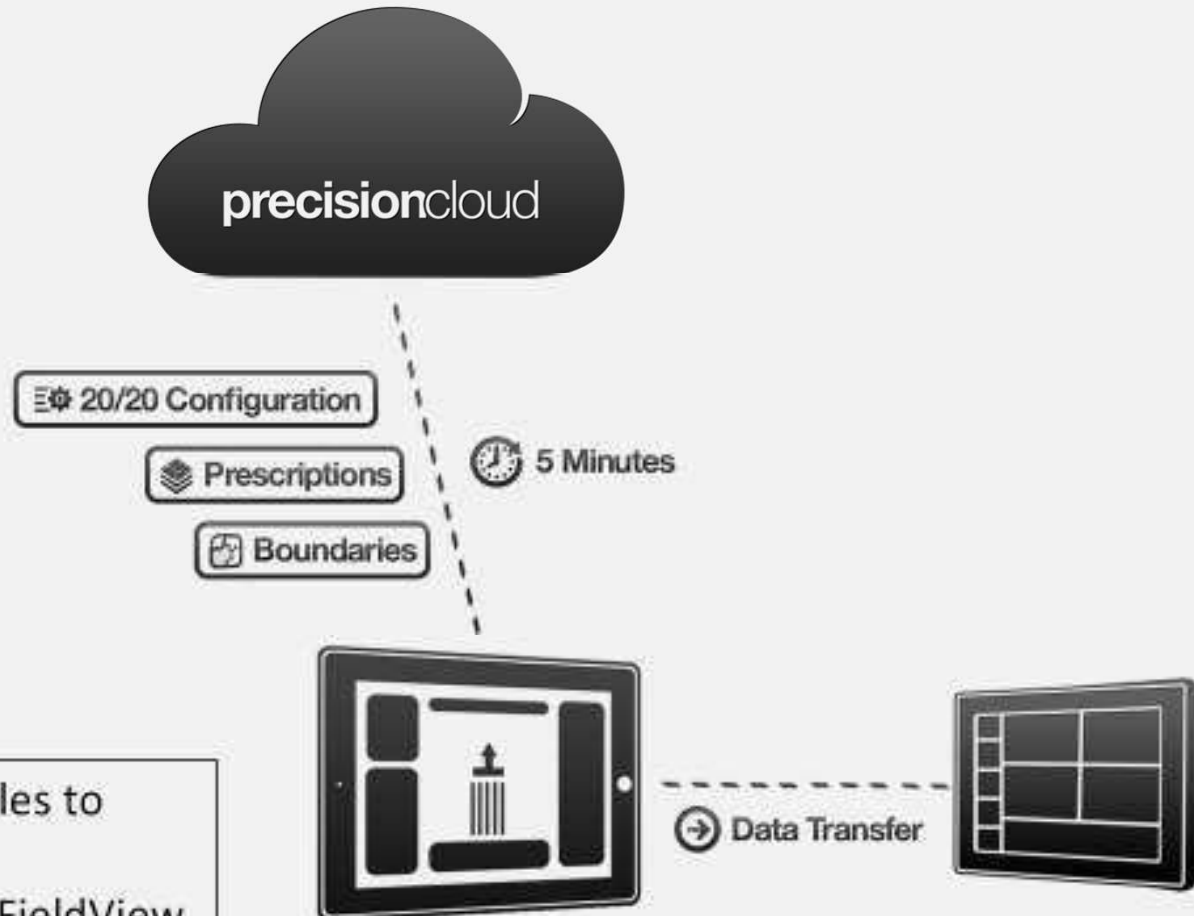 precisioncloud
20/20 Configuration
Prescriptions
5 Minutes
Boundaries
les to
Data Transfer
FieldView